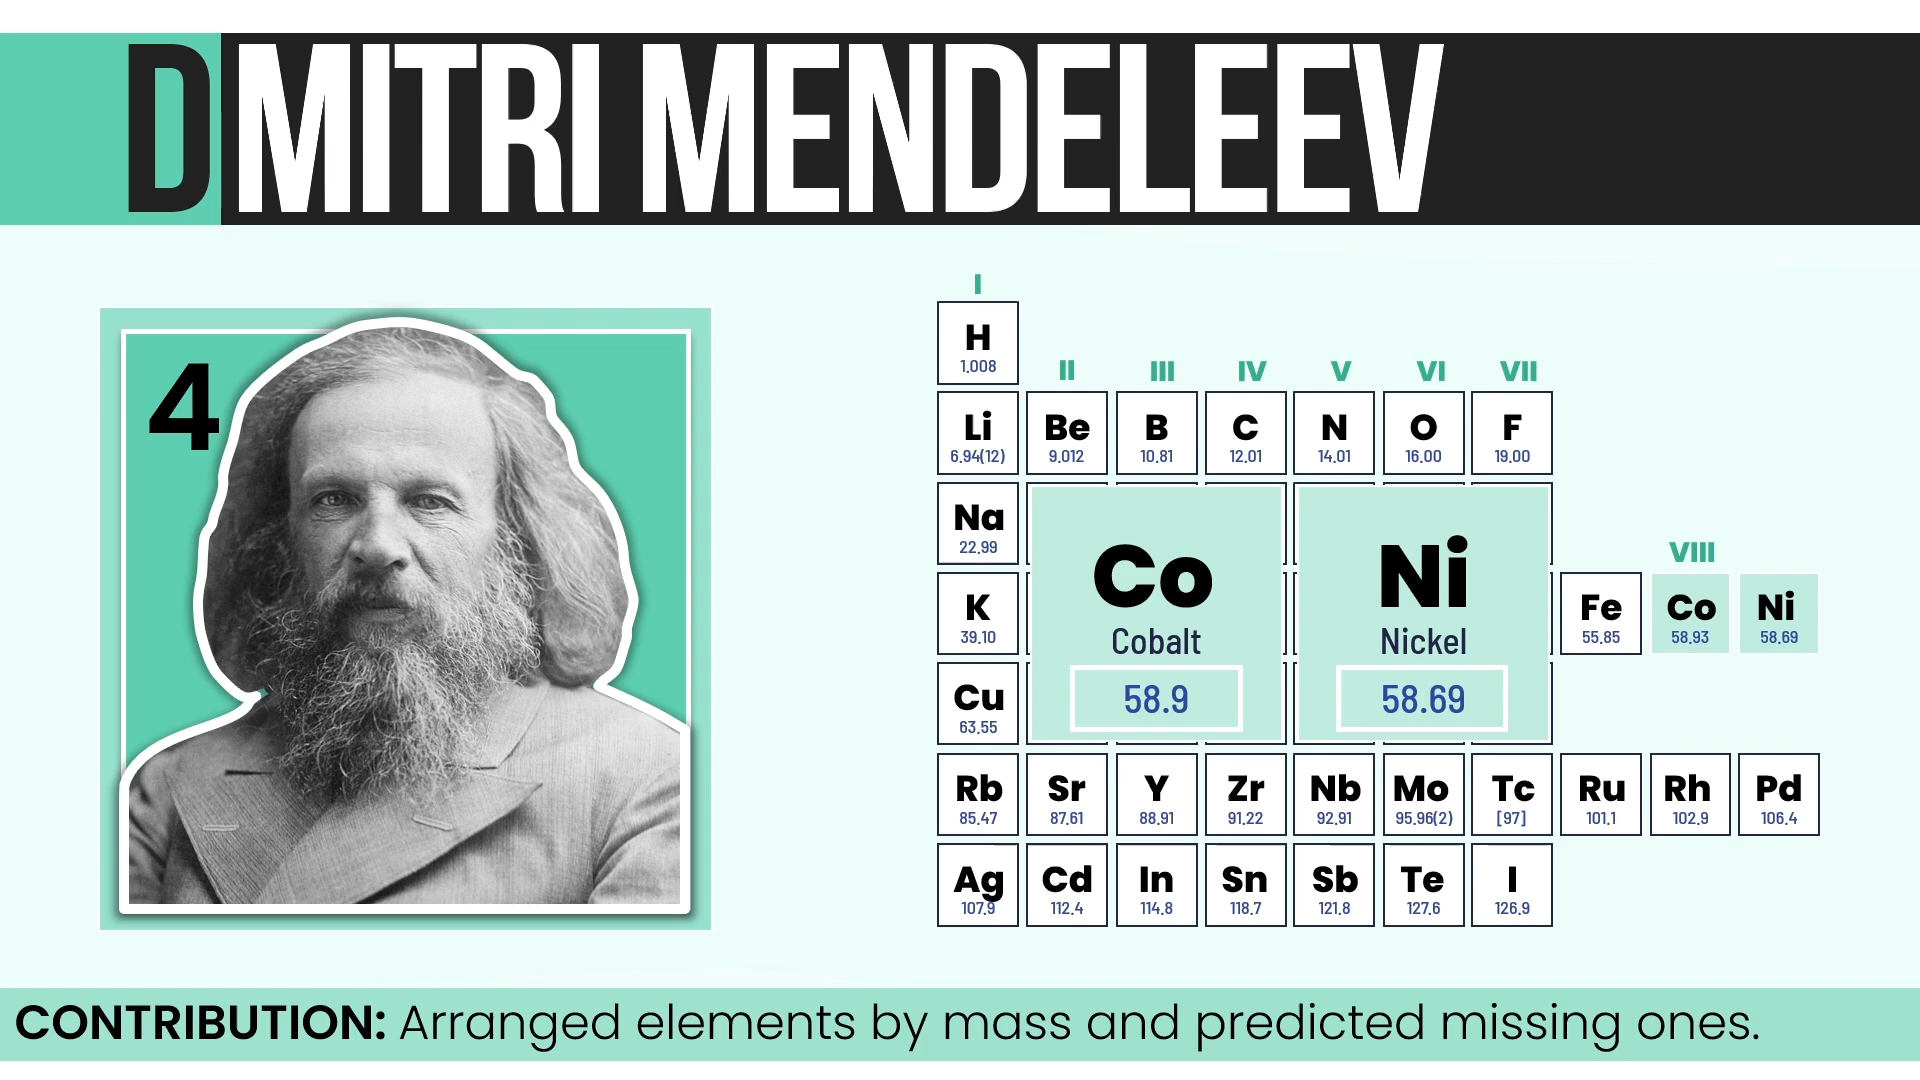 DMITRI MENDELEEV
4
I
H
1.008
II III IV V VI VII
Li Be B C N O F
6.94(12) 9.012 10.81 12.01 14.01 16.00 19.00
Na
22.99
Co Ni
Cobalt Nickel
58.9 58.69
VIII
K Fe Co Ni
39.10 55.85 58.93 58.69
Cu
63.55
Rb Sr Y Zr Nb Mo Tc Ru Rh Pd
85.47 87.61 88.91 91.22 92.91 95.96(2) [97] 101.1 102.9 106.4
Ag Cd In Sn Sb Te I
107.9 112.4 114.8 118.7 121.8 127.6 126.9
CONTRIBUTION: Arranged elements by mass and predicted missing ones.